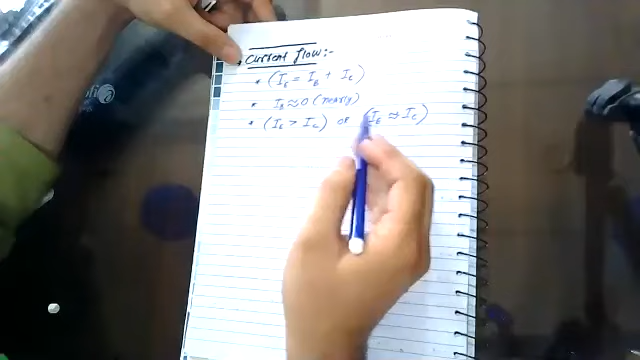 Current flow:-
• (I_E = I_B + I_C)
• I_B ≈ 0 (nearly)
• (I_E > I_C) or (I_E ≈ I_C)